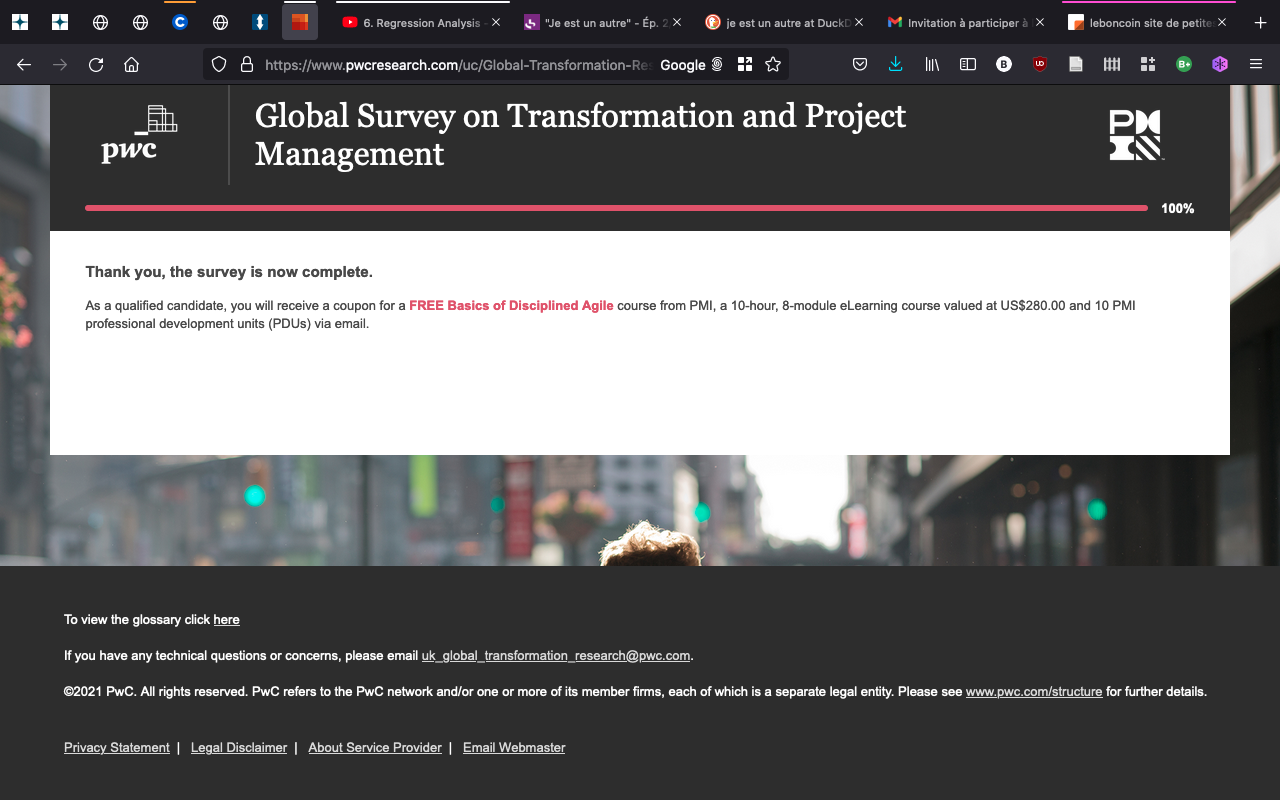 6. Regression Analysis -
"Je est un autre" - Ép. 2
je est un autre at DuckD
Invitation à participer à
leboncoin site de petites
https://www.pwcresearch.com/uc/Global-Transformation-Res
Google
pwc
Global Survey on Transformation and Project
Management
100%
Thank you, the survey is now complete.
As a qualified candidate, you will receive a coupon for a FREE Basics of Disciplined Agile course from PMI, a 10-hour, 8-module eLearning course valued at US$280.00 and 10 PMI
professional development units (PDUs) via email.
To view the glossary click here
If you have any technical questions or concerns, please email uk_global_transformation_research@pwc.com.
©2021 PwC. All rights reserved. PwC refers to the PwC network and/or one or more of its member firms, each of which is a separate legal entity. Please see www.pwc.com/structure for further details.
Privacy Statement | Legal Disclaimer | About Service Provider | Email Webmaster